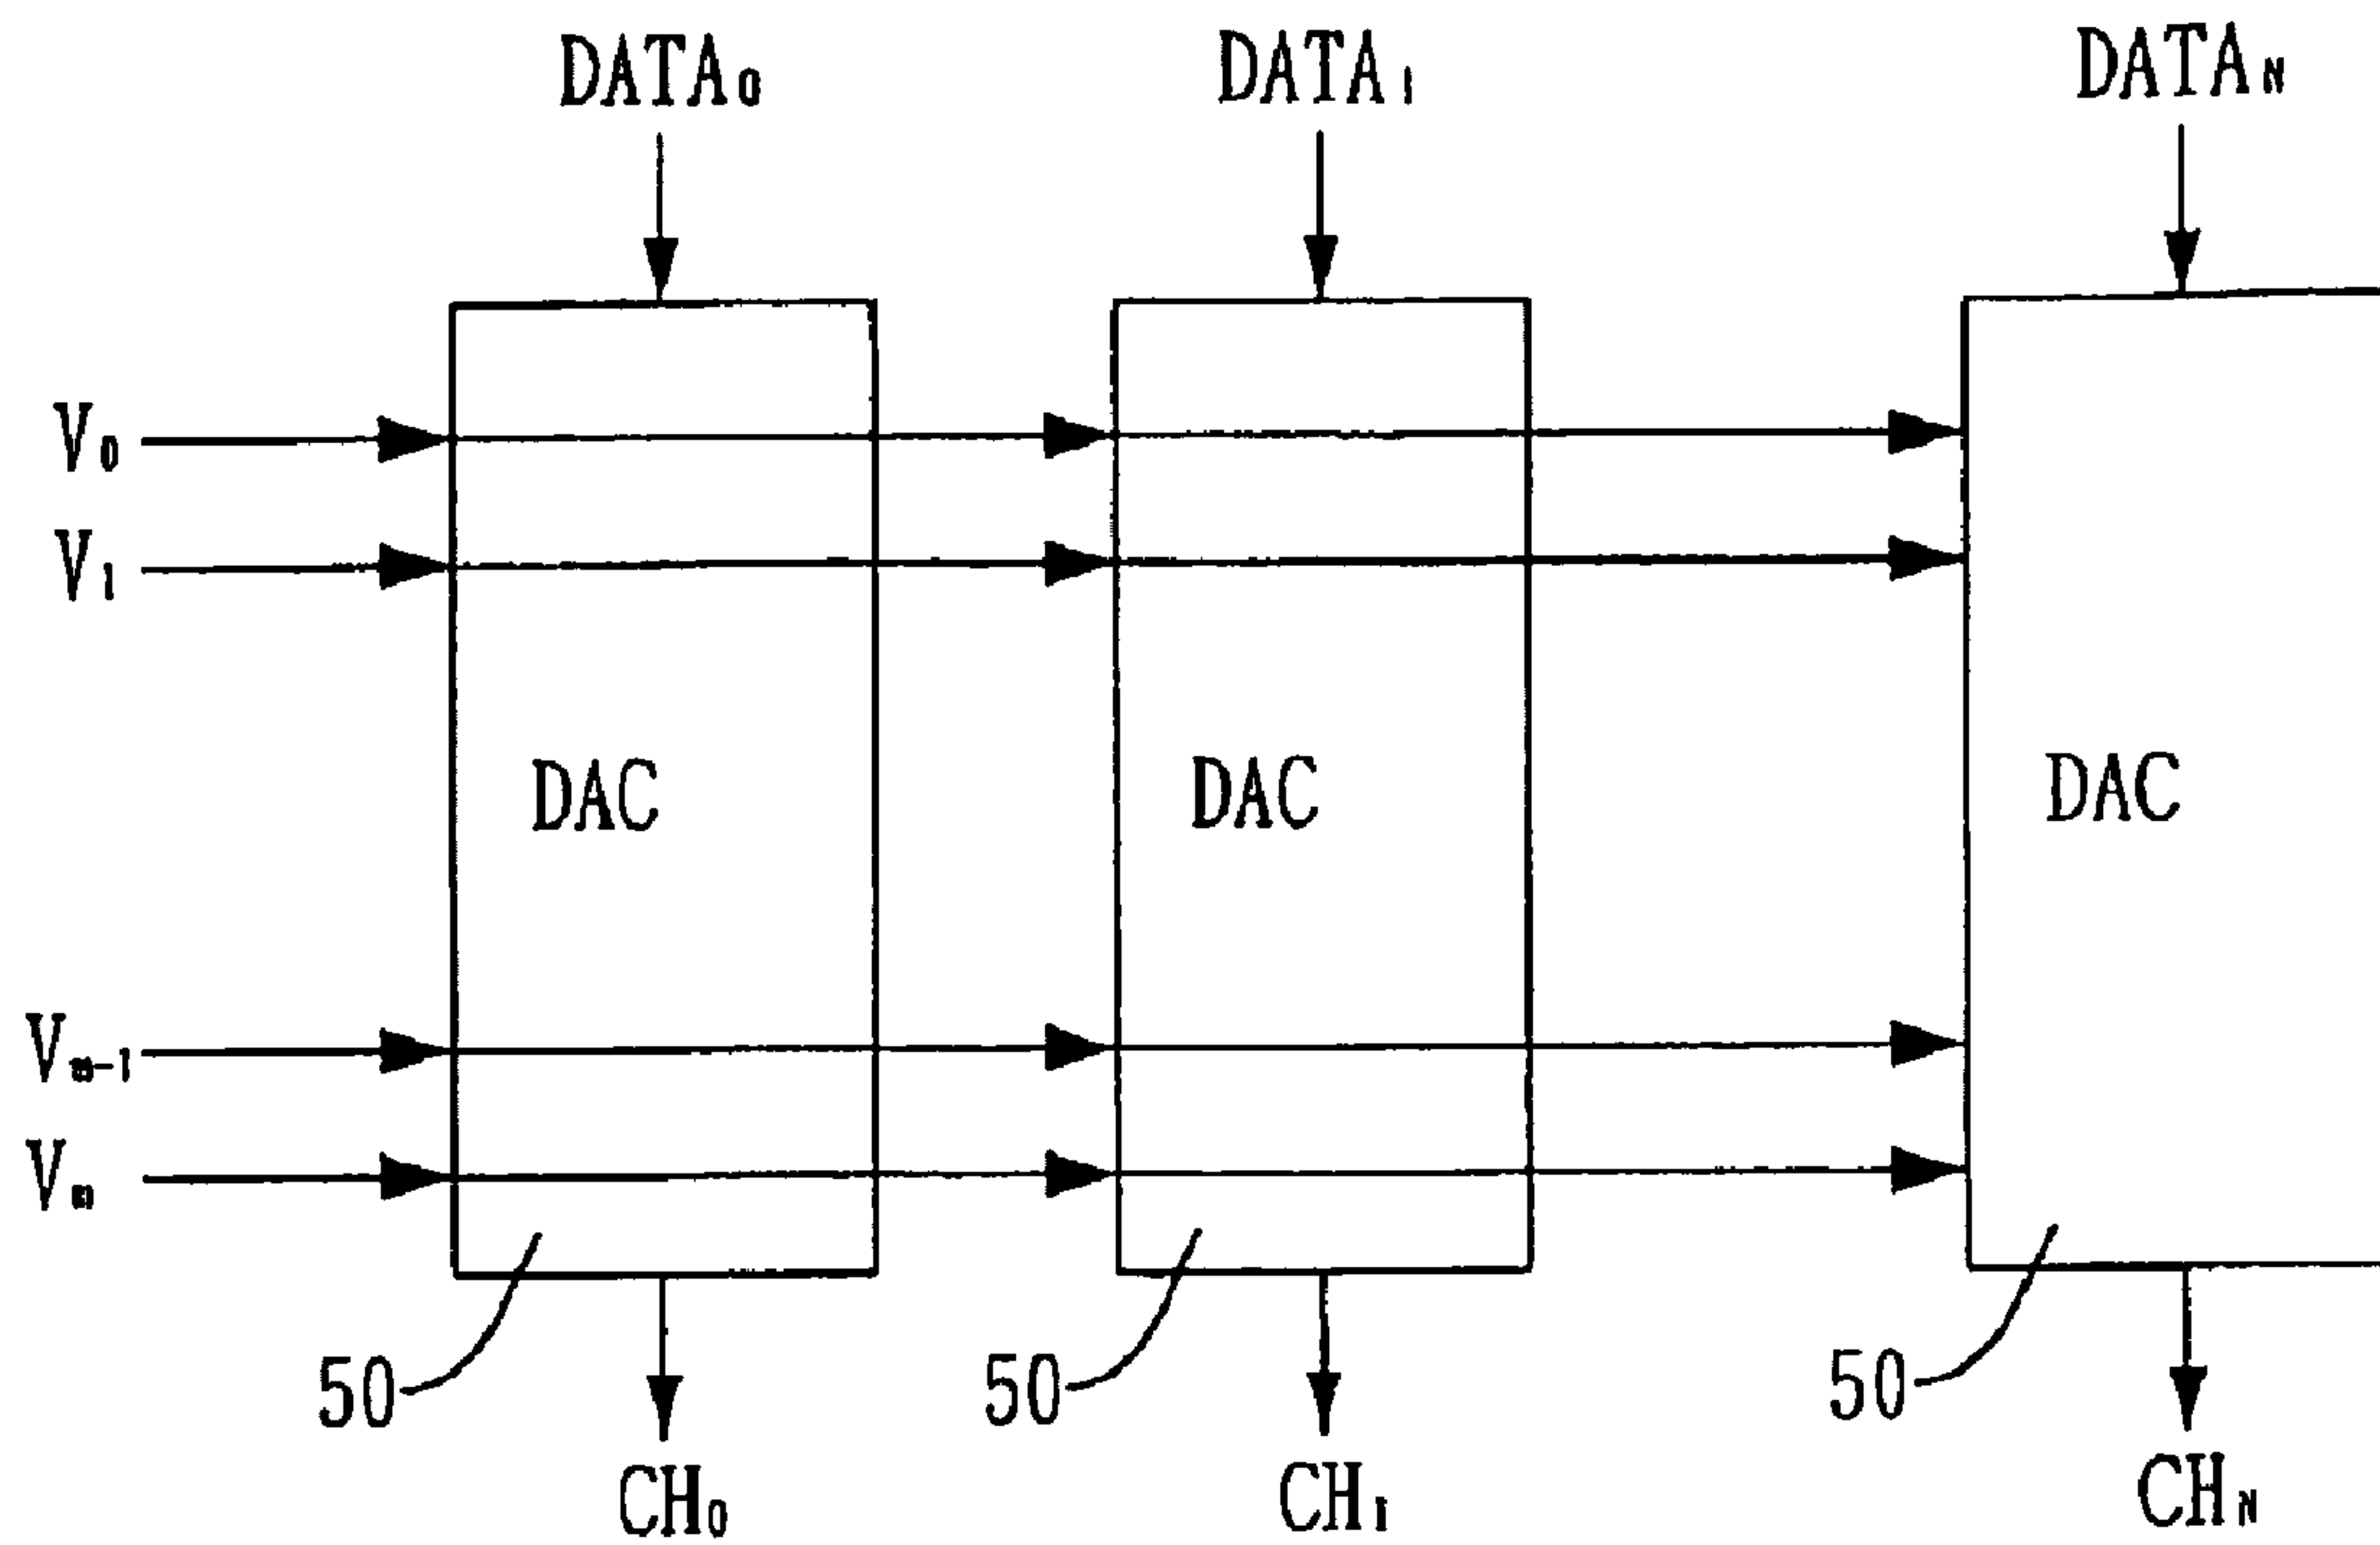 DATA₀ DATA₁ DATAₙ
V₀
V₁
DAC DAC DAC
Vₘ₋₁
Vₘ
50 50 50
CH₀ CH₁ CHₙ